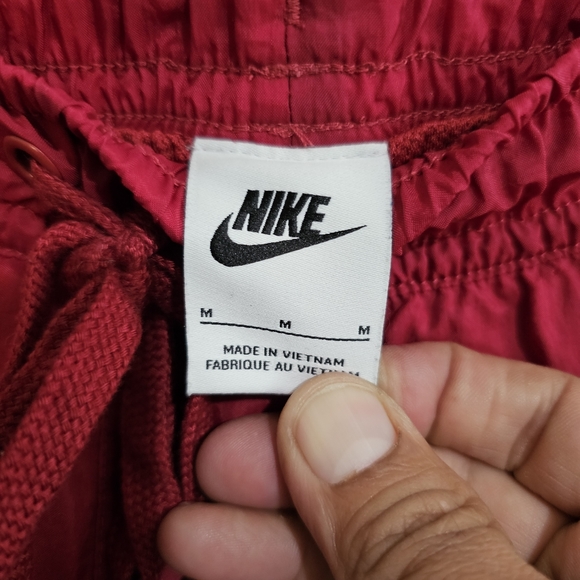 NIKE
M M M
MADE IN VIETNAM
FABRIQUE AU VIETNAM